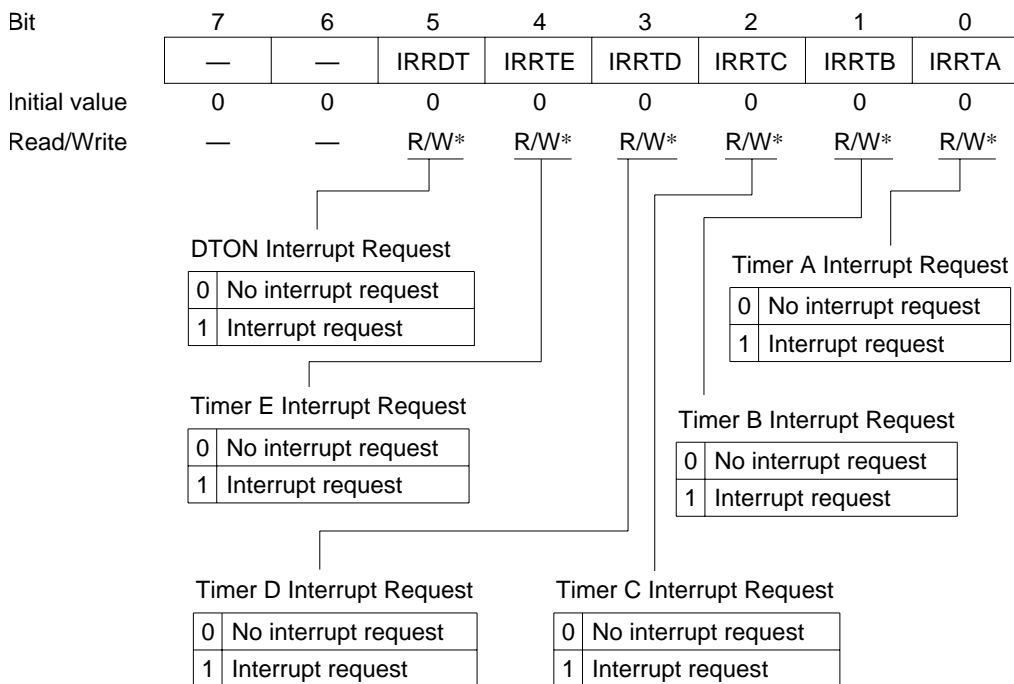 Bit 7 6 5 4 3 2 1 0
— — IRRDT IRRTE IRRTD IRRTC IRRTB IRRTA
Initial value 0 0 0 0 0 0 0 0
Read/Write — — R/W* R/W* R/W* R/W* R/W* R/W*
DTON Interrupt Request
0 No interrupt request
1 Interrupt request
Timer A Interrupt Request
0 No interrupt request
1 Interrupt request
Timer E Interrupt Request
0 No interrupt request
1 Interrupt request
Timer B Interrupt Request
0 No interrupt request
1 Interrupt request
Timer D Interrupt Request
0 No interrupt request
1 Interrupt request
Timer C Interrupt Request
0 No interrupt request
1 Interrupt request